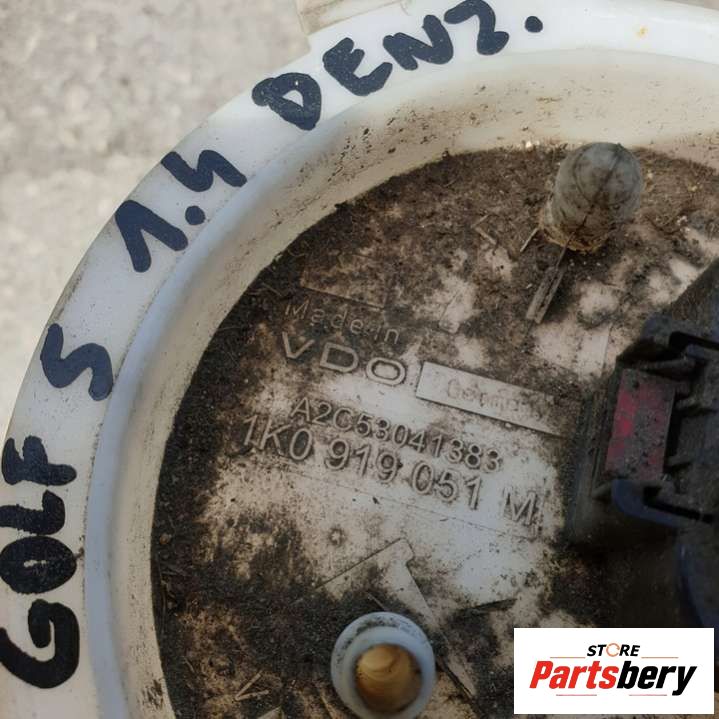 GOLF 5 1.4 BENZ.
Made in
VDO
Germany
A2C53041383
1K0 919 051 M
STORE
Partsbery